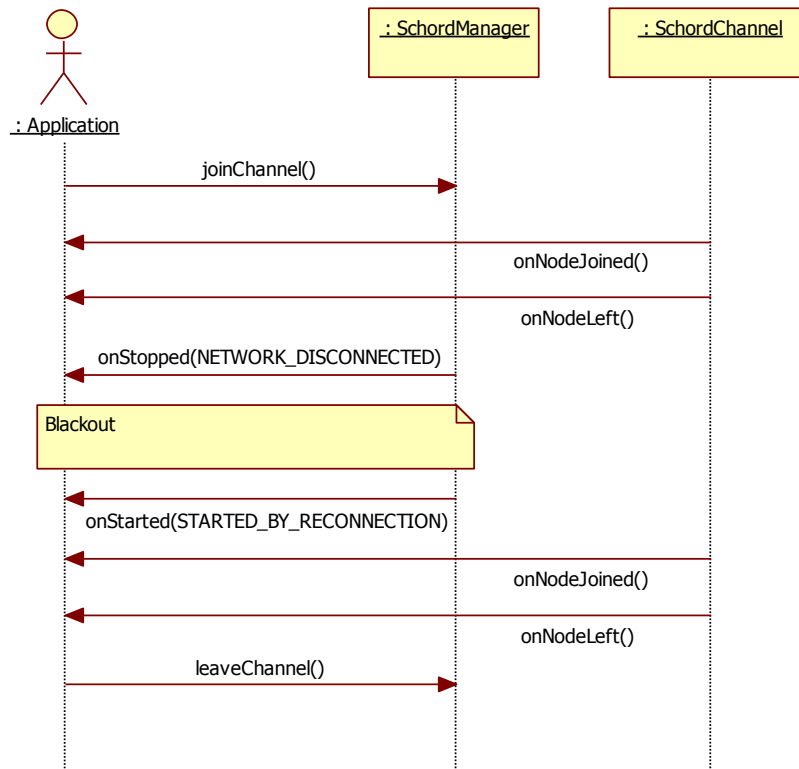 : SchordManager
: SchordChannel
: Application
joinChannel()
onNodeJoined()
onNodeLeft()
onStopped(NETWORK_DISCONNECTED)
Blackout
onStarted(STARTED_BY_RECONNECTION)
onNodeJoined()
onNodeLeft()
leaveChannel()